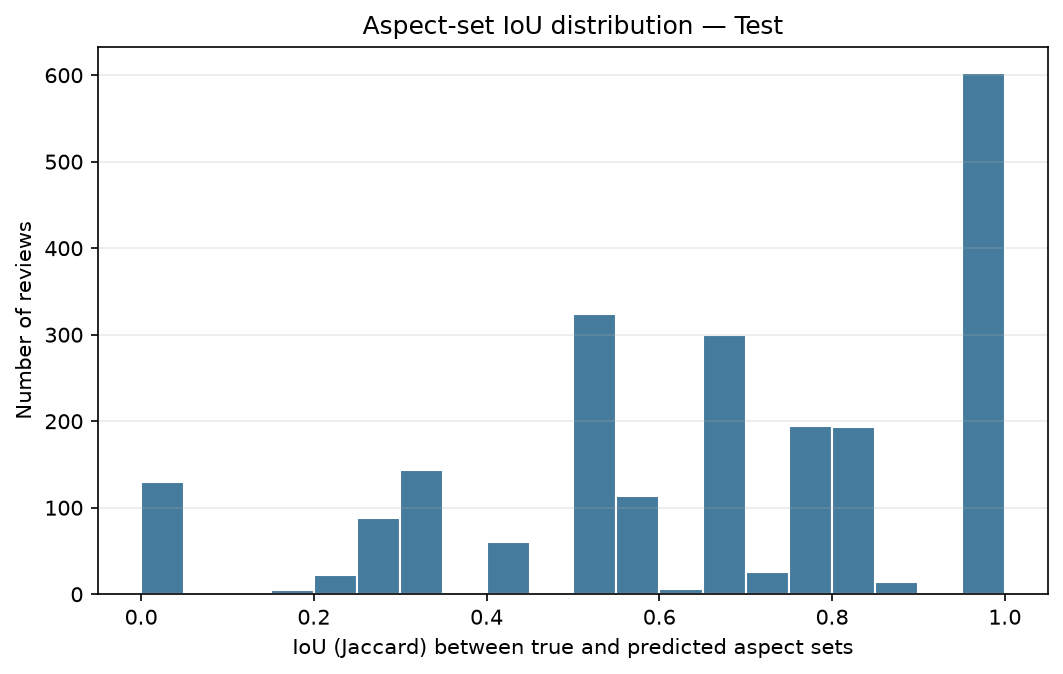 Aspect-set IoU distribution — Test
Number of reviews
600
500
400
300
200
100
0
0.0 0.2 0.4 0.6 0.8 1.0
IoU (Jaccard) between true and predicted aspect sets